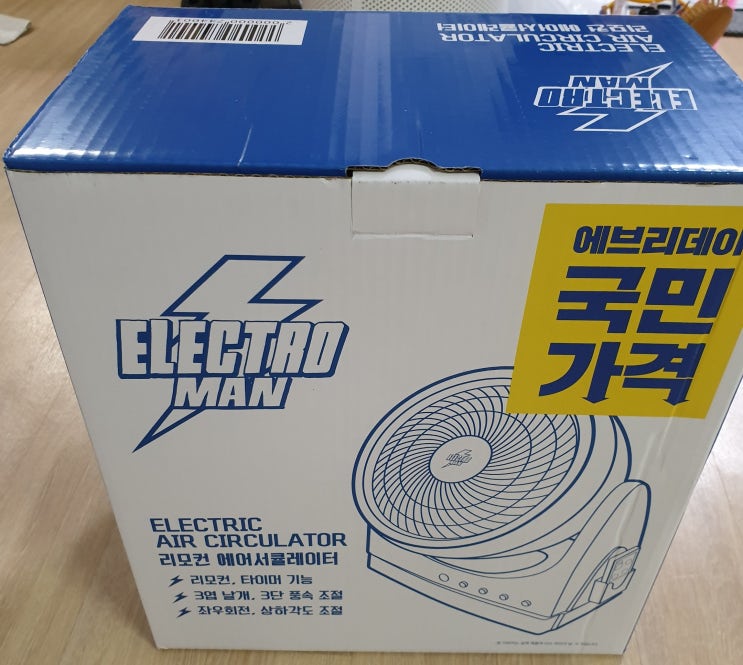 ELECTRIC
AIR CIRCULATOR
리모컨 에어서큘레이터
ELECTRO
MAN
에브리데이
국민
가격
ELECTRO
MAN
ELECTRIC
AIR CIRCULATOR
리모컨 에어서큘레이터
리모컨, 타이머 기능
3엽 날개, 3단 풍속 조절
좌우회전, 상하각도 조절